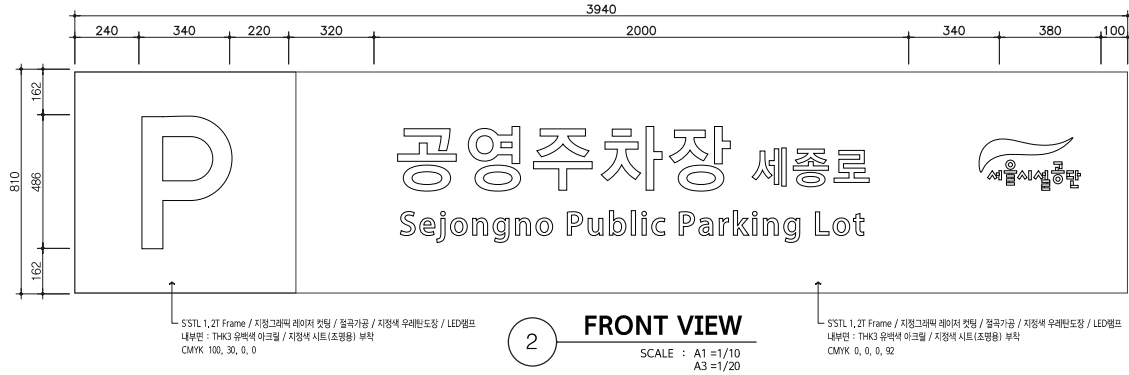 3940
240 340 220 320 2000 340 380 100
162
810
486
162
P
공영주차장 세종로
Sejongno Public Parking Lot
서울시설공단
S'STL 1.2T Frame / 지정그래픽 레이저 컷팅 / 절곡가공 / 지정색 우레탄도장 / LED램프
내부면 : THK3 유백색 아크릴 / 지정색 시트(조명용) 부착
CMYK 100, 30, 0, 0
2
FRONT VIEW
SCALE : A1 =1/10
A3 =1/20
S'STL 1.2T Frame / 지정그래픽 레이저 컷팅 / 절곡가공 / 지정색 우레탄도장 / LED램프
내부면 : THK3 유백색 아크릴 / 지정색 시트(조명용) 부착
CMYK 0, 0, 0, 92